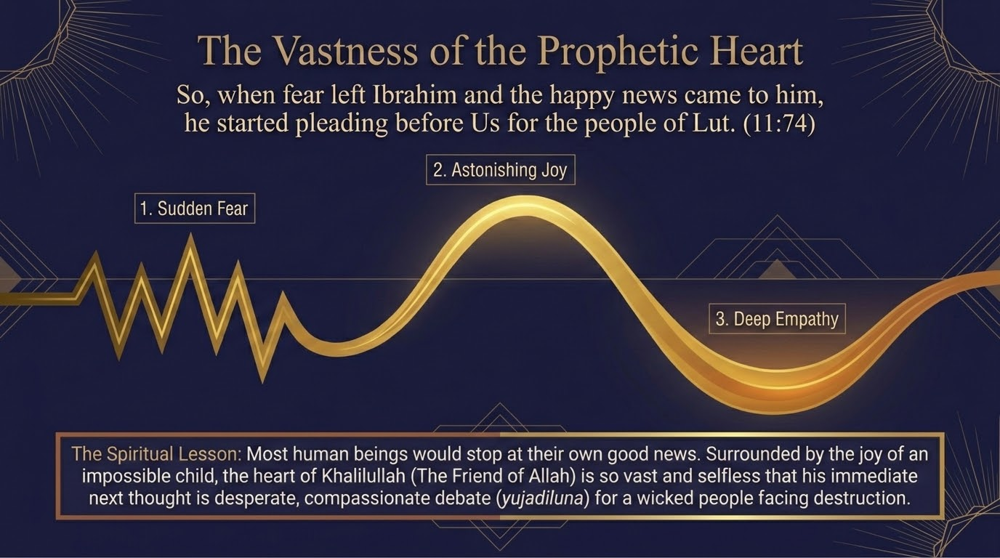 The Vastness of the Prophetic Heart
So, when fear left Ibrahim and the happy news came to him,
he started pleading before Us for the people of Lut. (11:74)
1. Sudden Fear
2. Astonishing Joy
3. Deep Empathy
The Spiritual Lesson: Most human beings would stop at their own good news. Surrounded by the joy of an
impossible child, the heart of Khalilullah (The Friend of Allah) is so vast and selfless that his immediate
next thought is desperate, compassionate debate (yujadiluna) for a wicked people facing destruction.